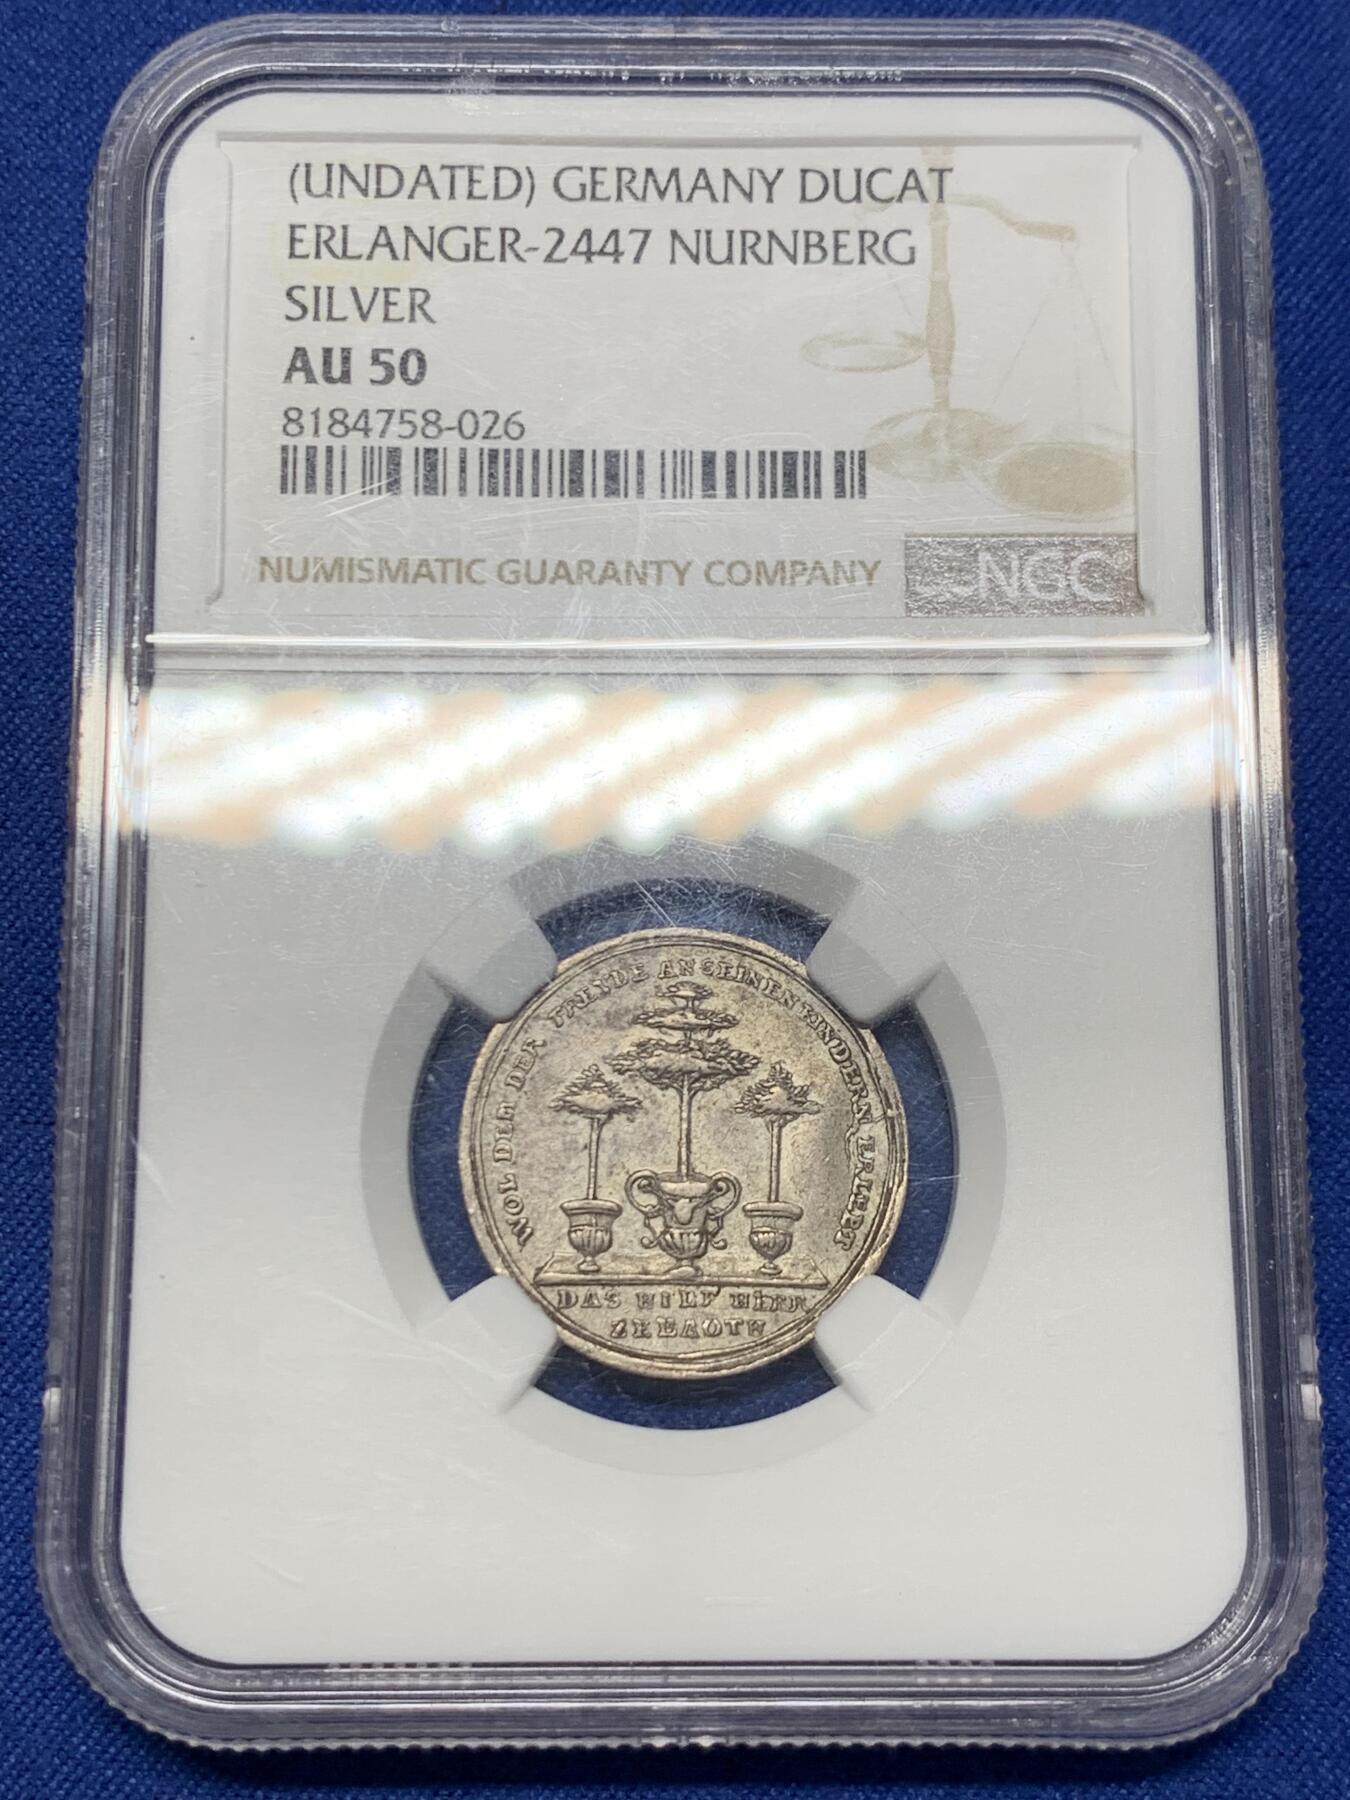 (UNDATED) GERMANY DUCAT
ERLANGER-2447 NURNBERG
SILVER
AU 50
8184758-026
NUMISMATIC GUARANTY COMPANY
NGC
WOL DEM DER FREYDE AN SEINEN KINDERN ERLEBT
DAS HILF HERR
ZEBAOTH